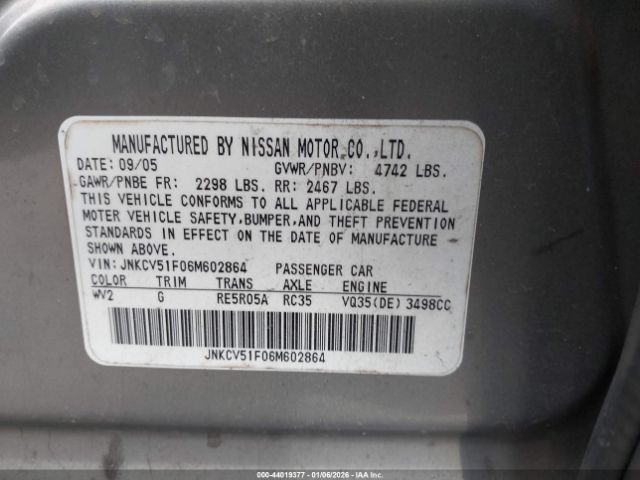 MANUFACTURED BY NISSAN MOTOR.CO.,LTD.
DATE: 09/05 GVWR/PNBV: 4742 LBS.
GAWR/PNBE FR: 2298 LBS. RR: 2467 LBS.
THIS VEHICLE CONFORMS TO ALL APPLICABLE FEDERAL
MOTER VEHICLE SAFETY,BUMPER,AND THEFT PREVENTION
STANDARDS IN EFFECT ON THE DATE OF MANUFACTURE
SHOWN ABOVE.
VIN: JNKCV51F06M602864 PASSENGER CAR
COLOR TRIM TRANS AXLE ENGINE
WV2 G RE5R05A RC35 VQ35(DE) 3498CC
JNKCV51F06M602864
000-44019377 - 01/06/2026 - IAAI.COM